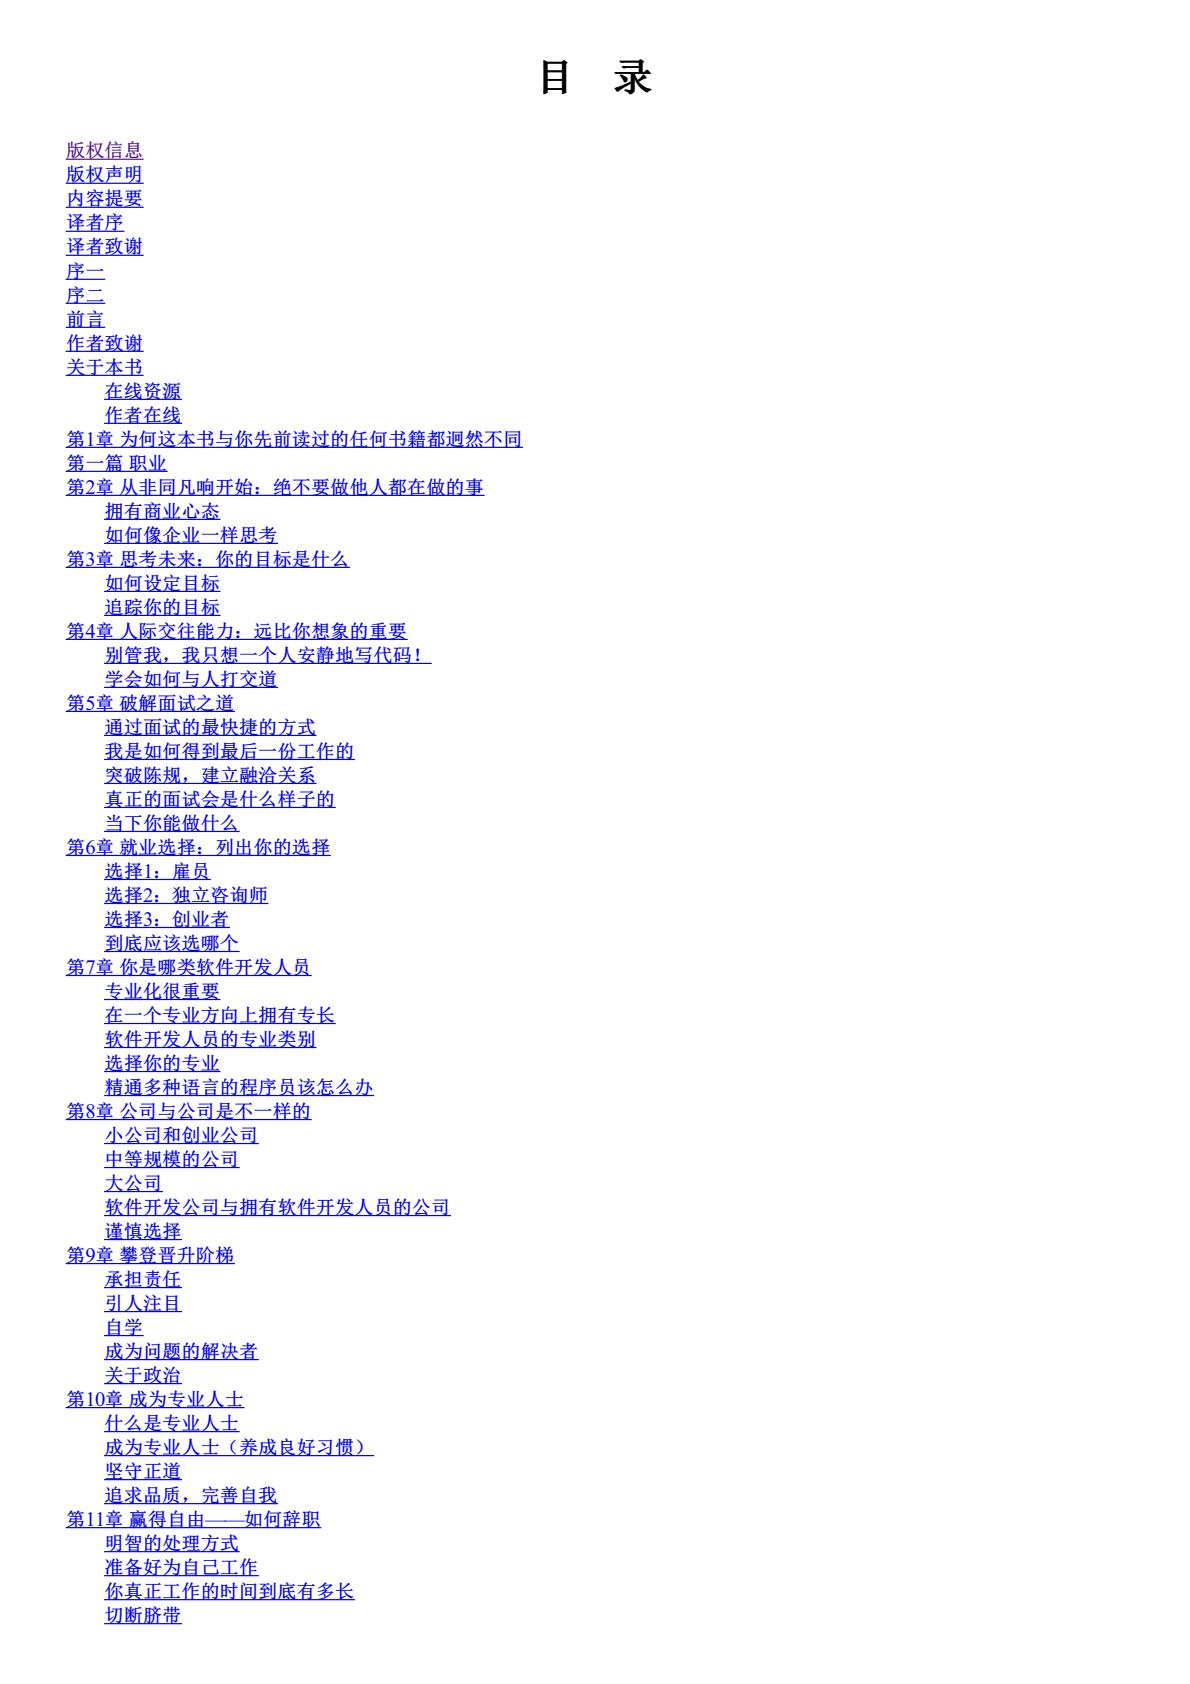 目 录
版权信息
版权声明
内容提要
译者序
译者致谢
序一
序二
前言
作者致谢
关于本书
在线资源
作者在线
第1章 为何这本书与你先前读过的任何书籍都迥然不同
第一篇 职业
第2章 从非同凡响开始：绝不要做他人都在做的事
拥有商业心态
如何像企业一样思考
第3章 思考未来：你的目标是什么
如何设定目标
追踪你的目标
第4章 人际交往能力：远比你想象的重要
别管我，我只想一个人安静地写代码！
学会如何与人打交道
第5章 破解面试之道
通过面试的最快捷的方式
我是如何得到最后一份工作的
突破陈规，建立融洽关系
真正的面试会是什么样子的
当下你能做什么
第6章 就业选择：列出你的选择
选择1：雇员
选择2：独立咨询师
选择3：创业者
到底应该选哪个
第7章 你是哪类软件开发人员
专业化很重要
在一个专业方向上拥有专长
软件开发人员的专业类别
选择你的专业
精通多种语言的程序员该怎么办
第8章 公司与公司是不一样的
小公司和创业公司
中等规模的公司
大公司
软件开发公司与拥有软件开发人员的公司
谨慎选择
第9章 攀登晋升阶梯
承担责任
引人注目
自学
成为问题的解决者
关于政治
第10章 成为专业人士
什么是专业人士
成为专业人士（养成良好习惯）
坚守正道
追求品质，完善自我
第11章 赢得自由——如何辞职
明智的处理方式
准备好为自己工作
你真正工作的时间到底有多长
切断脐带